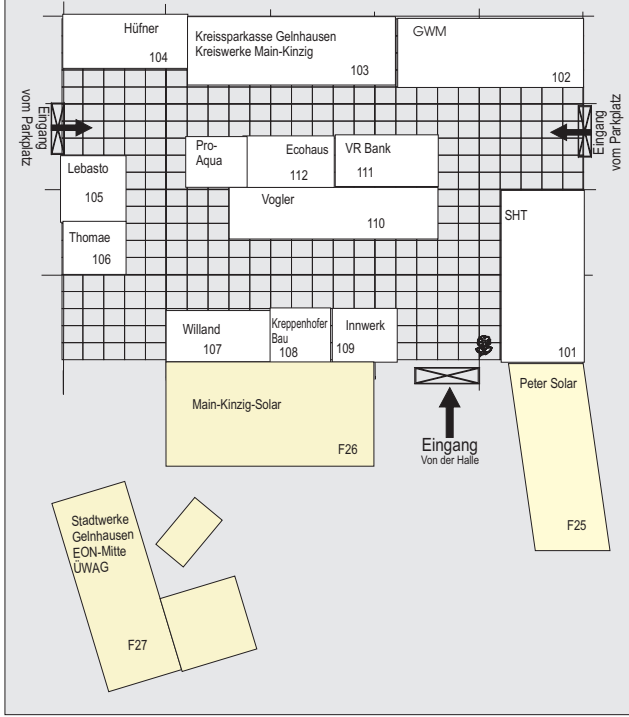 Hüfner
104
Kreissparkasse Gelnhausen
Kreiswerke Main-Kinzig
103
GWM
102
Eingang
vom Parkplatz
Eingang
vom Parkplatz
Pro-
Aqua
Ecohaus
112
VR Bank
111
Lebasto
105
Vogler
110
SHT
101
Thomae
106
Willand
107
Kreppenhofer
Bau
108
Innwerk
109
Main-Kinzig-Solar
F26
Eingang
Von der Halle
Peter Solar
F25
Stadtwerke
Gelnhausen
EON-Mitte
ÜWAG
F27